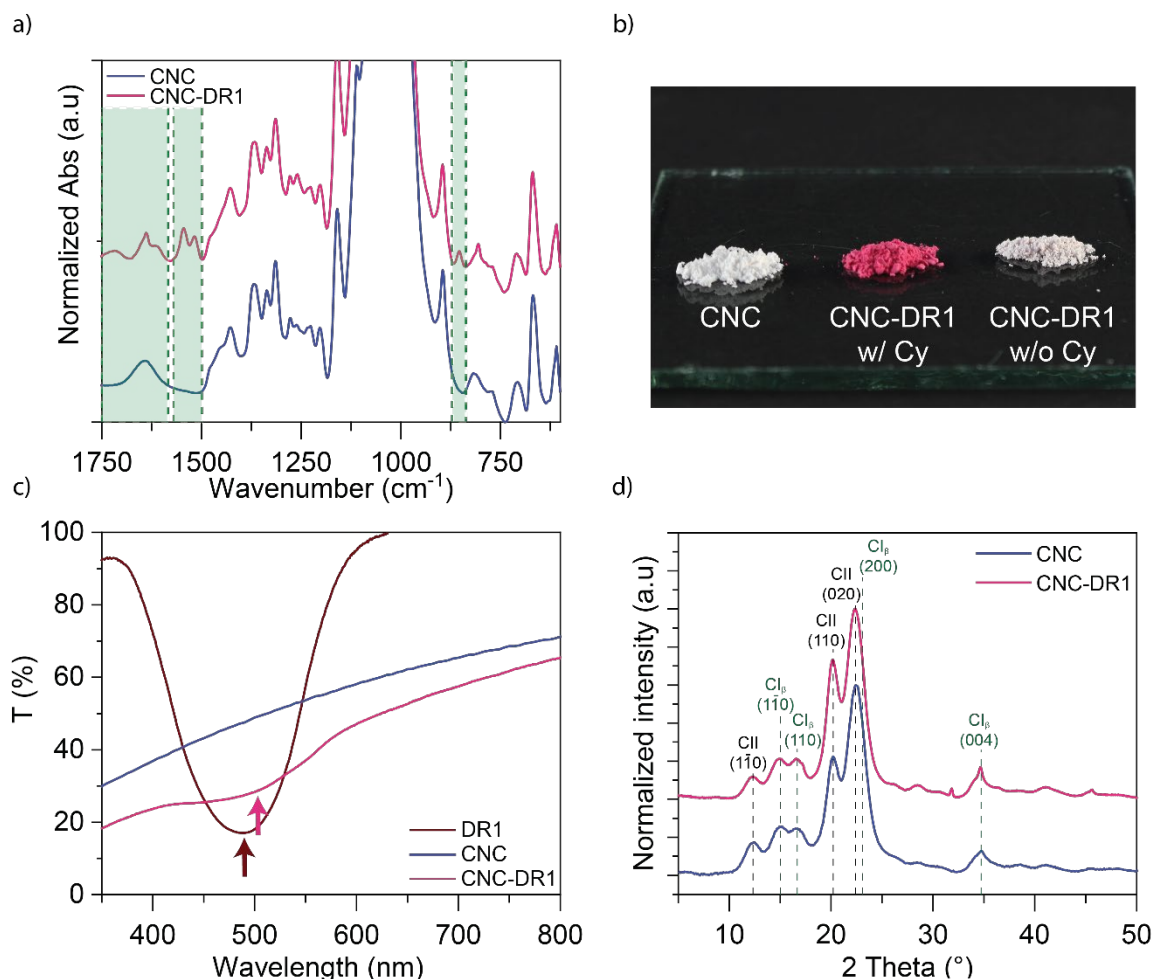 a)
CNC
CNC-DR1
Normalized Abs (a.u)
1750
1500
1250
1000
750
Wavenumber (cm⁻¹)
b)
CNC
CNC-DR1
w/ Cy
CNC-DR1
w/o Cy
c)
100
80
60
40
20
0
T (%)
DR1
CNC
CNC-DR1
400
500
600
700
800
Wavelength (nm)
d)
Normalized intensity (a.u)
CNC
CNC-DR1
CII
(11̄0)
CIᵦ
(11̄0)
CIᵦ
(110)
CII
(110)
CII
(020)
CIᵦ
(200)
CIᵦ
(004)
10
20
30
40
50
2 Theta (°)